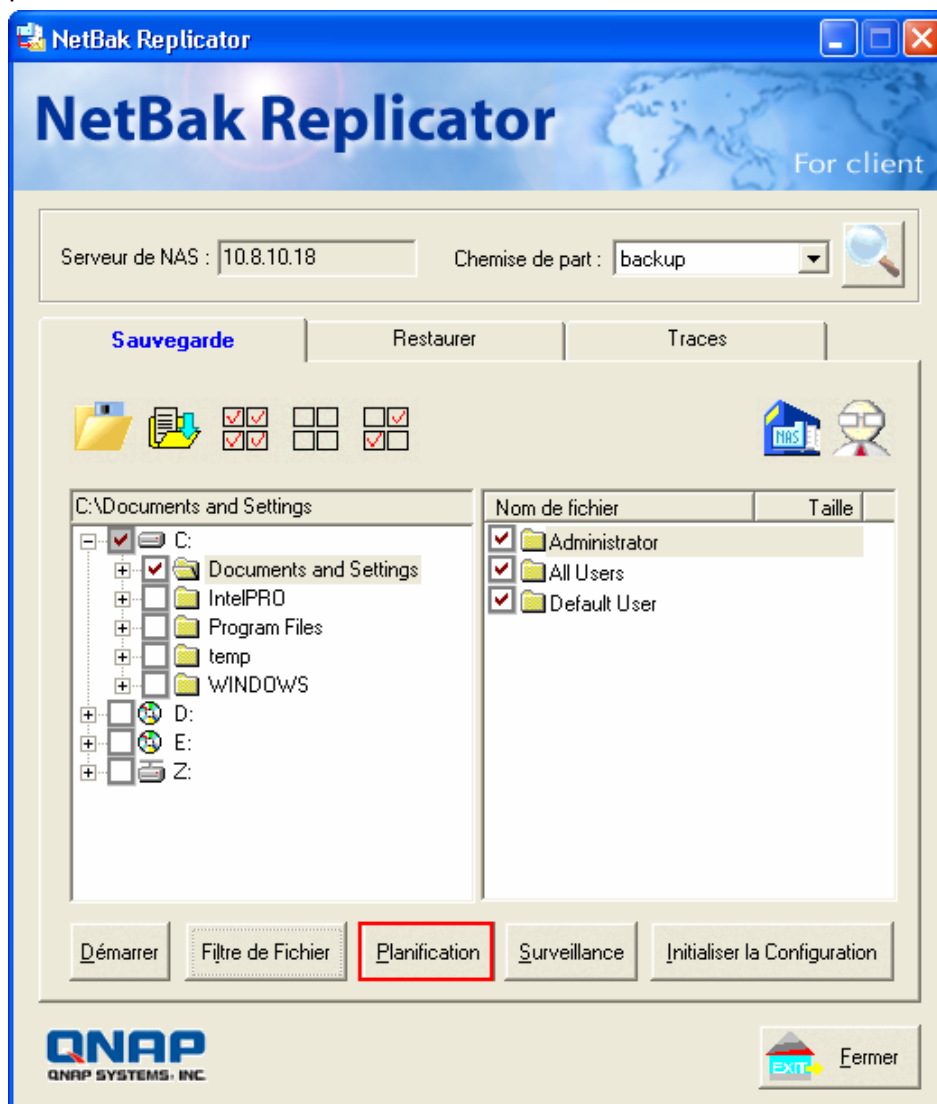 NetBak Replicator
NetBak Replicator
For client
Serveur de NAS : 10.8.10.18 Chemise de part : backup
Sauvegarde Restaurer Traces
NAS
C:\Documents and Settings Nom de fichier Taille
C: Administrator
Documents and Settings All Users
IntelPRO Default User
Program Files
temp
WINDOWS
D:
E:
Z:
Démarrer Filtre de Fichier Planification Surveillance Initialiser la Configuration
QNAP
QNAP SYSTEMS. INC
EXIT Fermer